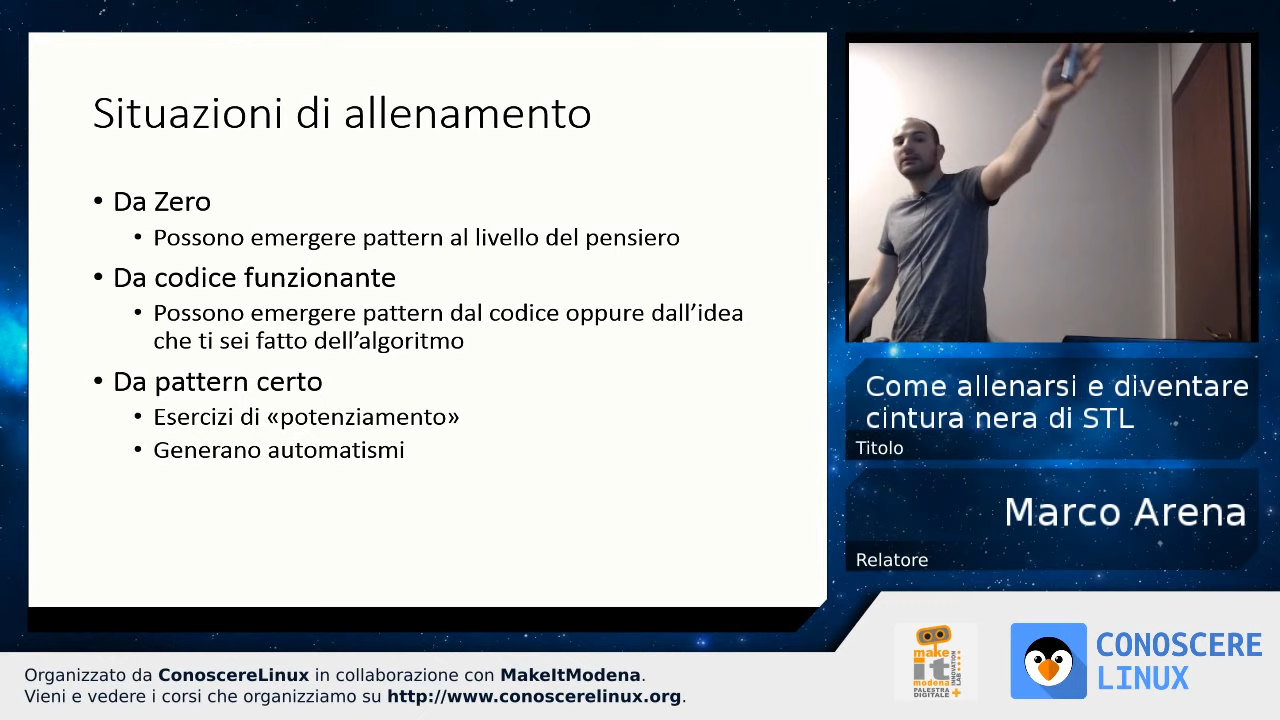 Situazioni di allenamento
• Da Zero
• Possono emergere pattern al livello del pensiero
• Da codice funzionante
• Possono emergere pattern dal codice oppure dall’idea
che ti sei fatto dell’algoritmo
• Da pattern certo
• Esercizi di «potenziamento»
• Generano automatismi
Come allenarsi e diventare
cintura nera di STL
Titolo
Marco Arena
Relatore
Organizzato da ConoscereLinux in collaborazione con MakeItModena.
Vieni e vedere i corsi che organizziamo su http://www.conoscerelinux.org.
make
it
modena
PALESTRA
DIGITALE
INNOVATION
LAB
CONOSCERE
LINUX